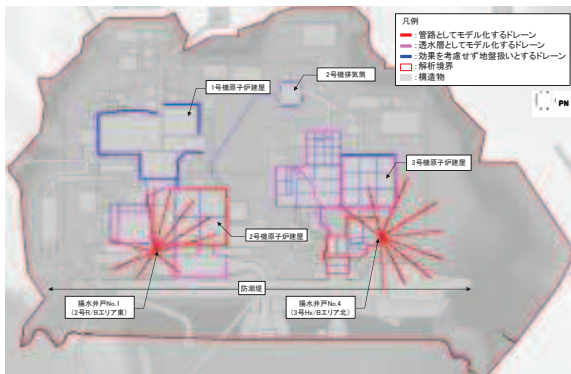 凡例
:管路としてモデル化するドレーン
:透水層としてモデル化するドレーン
:効果を考慮せず地盤扱いとするドレーン
:解析境界
:構造物
PN
2号機排気筒
1号機原子炉建屋
3号機原子炉建屋
2号機原子炉建屋
防潮堤
揚水井戸No.1
(2号R/Bエリア東)
揚水井戸No.4
(3号Hx/Bエリア北)